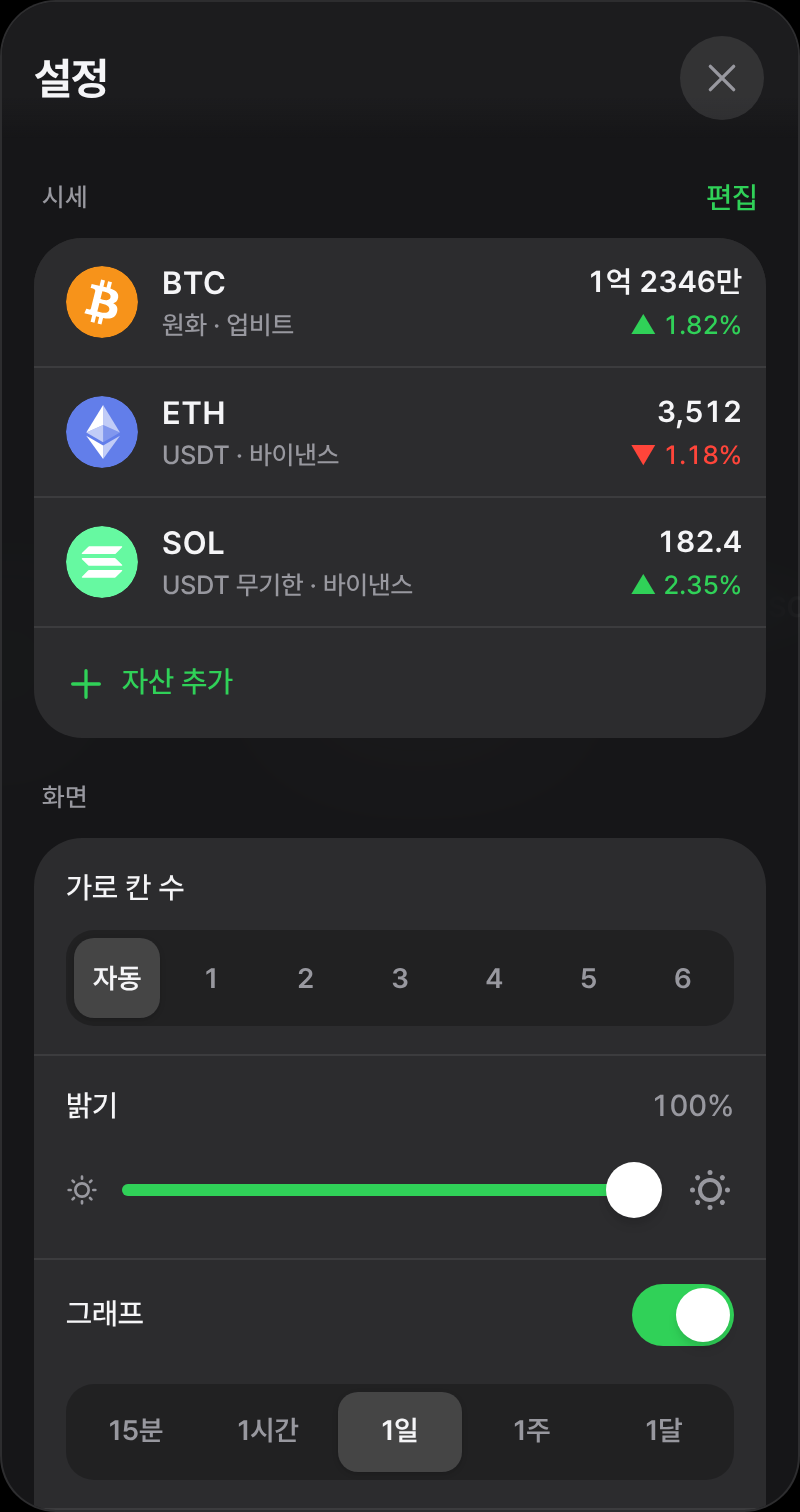 설정
시세
편집
BTC
1억 2346만
원화 · 업비트
▲ 1.82%
ETH
3,512
USDT · 바이낸스
▼ 1.18%
SOL
182.4
USDT 무기한 · 바이낸스
▲ 2.35%
+ 자산 추가
화면
가로 칸 수
자동 1 2 3 4 5 6
밝기
100%
그래프
15분 1시간 1일 1주 1달